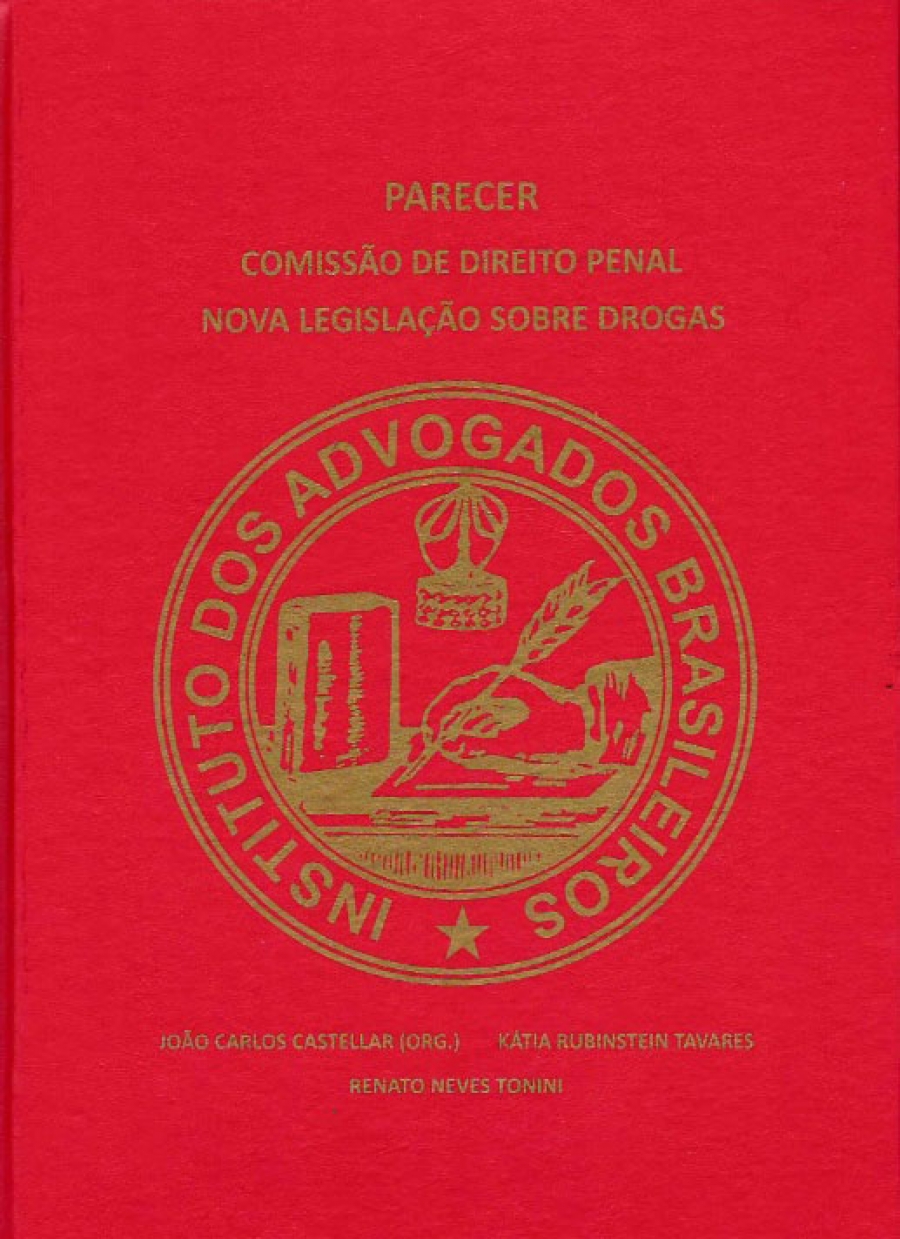 PARECER
COMISSÃO DE DIREITO PENAL
NOVA LEGISLAÇÃO SOBRE DROGAS
INSTITUTO DOS ADVOGADOS BRASILEIROS
JOÃO CARLOS CASTELLAR (ORG.) KÁTIA RUBINSTEIN TAVARES
RENATO NEVES TONINI